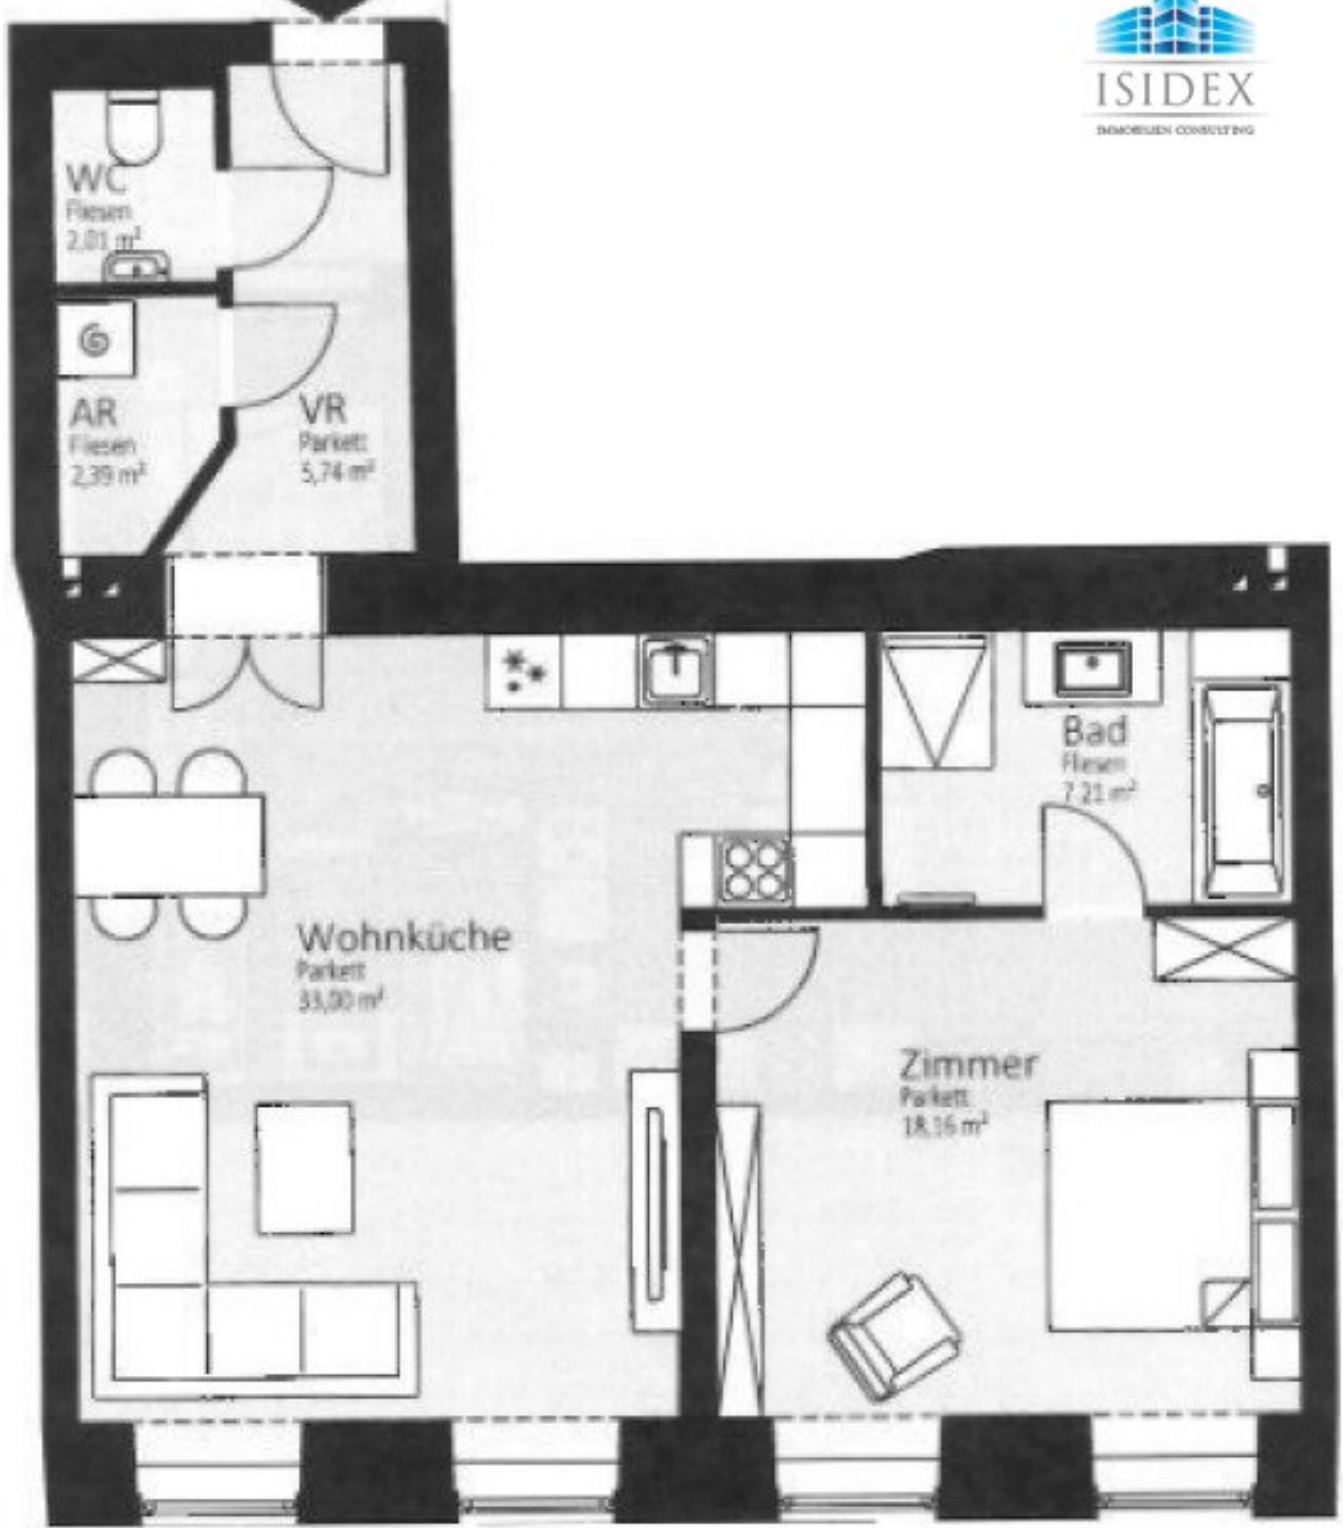 ISIDEX
IMMOBILIEN CONSULTING
WC
Fliesen
2,01 m²
AR
Fliesen
2,39 m²
VR
Parkett
5,74 m²
Bad
Fliesen
7,21 m²
Wohnküche
Parkett
33,00 m²
Zimmer
Parkett
18,16 m²